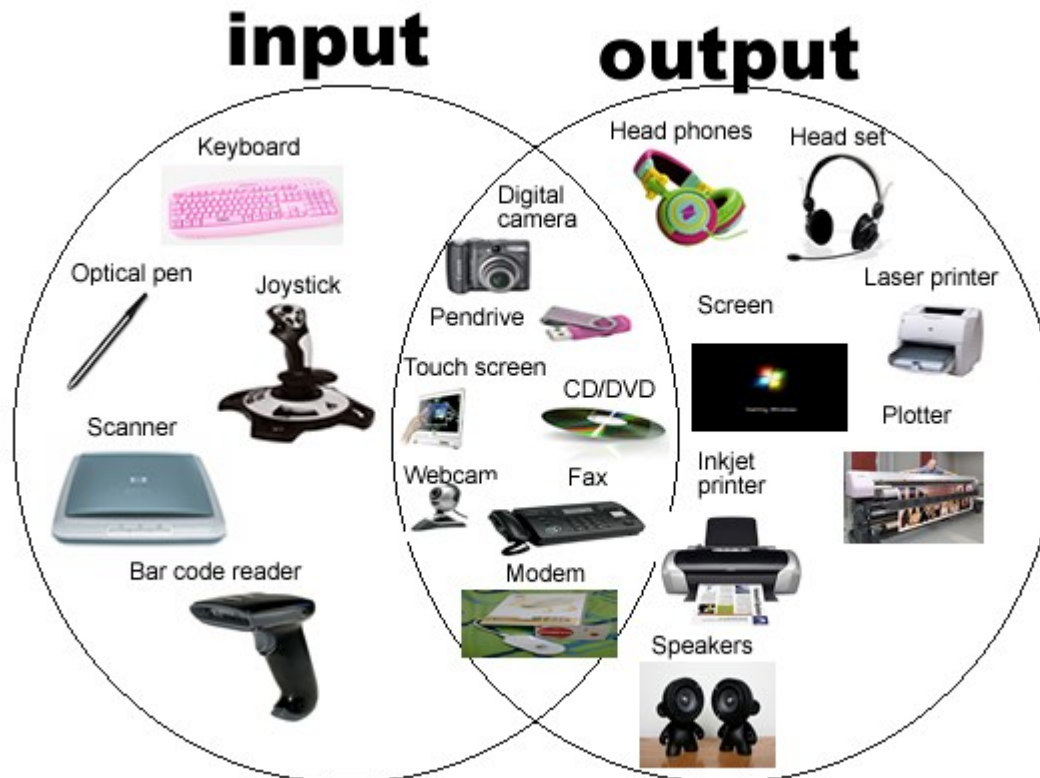 input
output
Keyboard
Head phones
Head set
Digital
camera
Optical pen
Joystick
Laser printer
Pendrive
Screen
Touch screen
CD/DVD
Scanner
Plotter
Webcam
Fax
Inkjet
printer
Bar code reader
Modem
Speakers